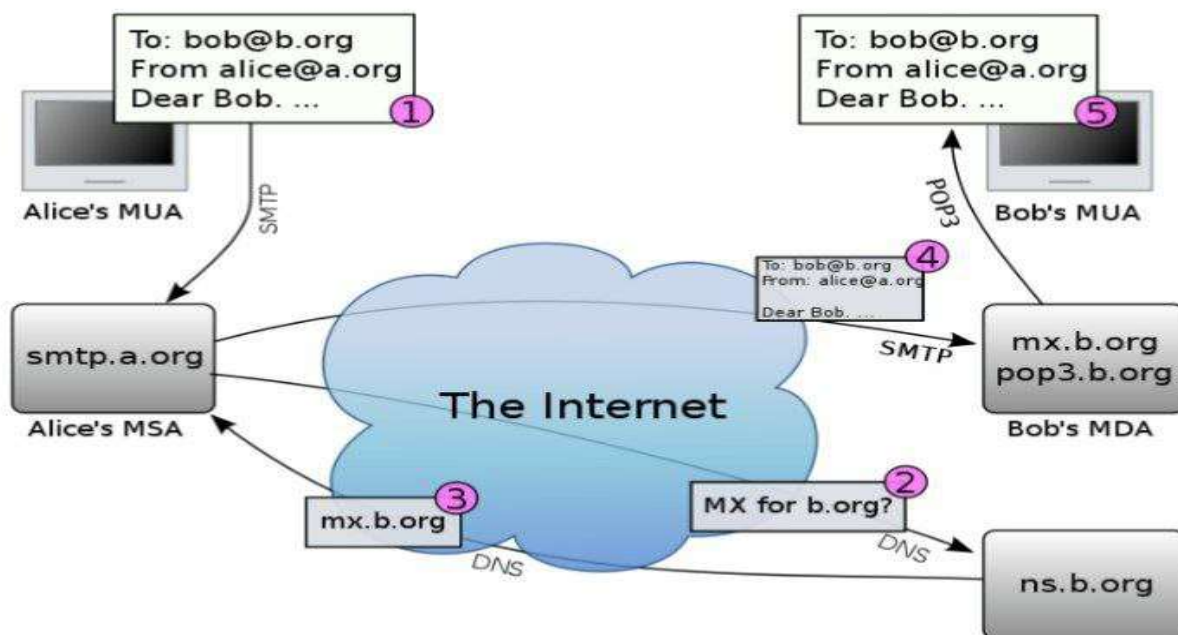 To: bob@b.org
From alice@a.org
Dear Bob. ...
1
Alice's MUA
SMTP
To: bob@b.org
From alice@a.org
Dear Bob. ...
5
Bob's MUA
POP3
4
To: bob@b.org
From: alice@a.org
Dear Bob. ...
SMTP
smtp.a.org
Alice's MSA
The Internet
mx.b.org
pop3.b.org
Bob's MDA
3
mx.b.org
DNS
2
MX for b.org?
DNS
ns.b.org